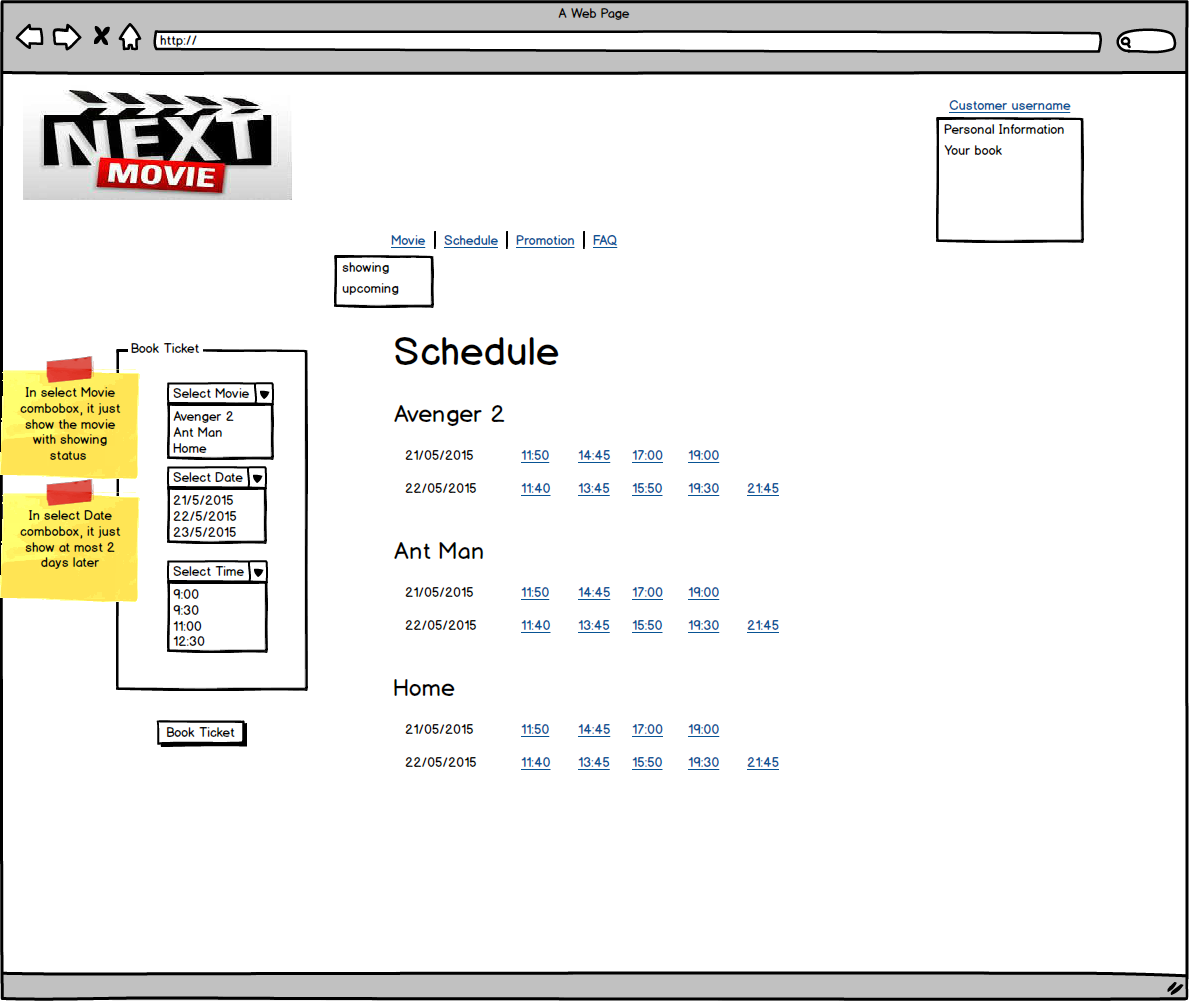 A Web Page
http://
NEXT
MOVIE
Customer username
Personal Information
Your book
Movie | Schedule | Promotion | FAQ
showing
upcoming
Book Ticket
Select Movie
Avenger 2
Ant Man
Home
Select Date
21/5/2015
22/5/2015
23/5/2015
Select Time
9:00
9:30
11:00
12:30
Book Ticket
In select Movie
combobox, it just
show the movie
with showing
status
In select Date
combobox, it just
show at most 2
days later
Schedule
Avenger 2
21/05/2015 11:50 14:45 17:00 19:00
22/05/2015 11:40 13:45 15:50 19:30 21:45
Ant Man
21/05/2015 11:50 14:45 17:00 19:00
22/05/2015 11:40 13:45 15:50 19:30 21:45
Home
21/05/2015 11:50 14:45 17:00 19:00
22/05/2015 11:40 13:45 15:50 19:30 21:45